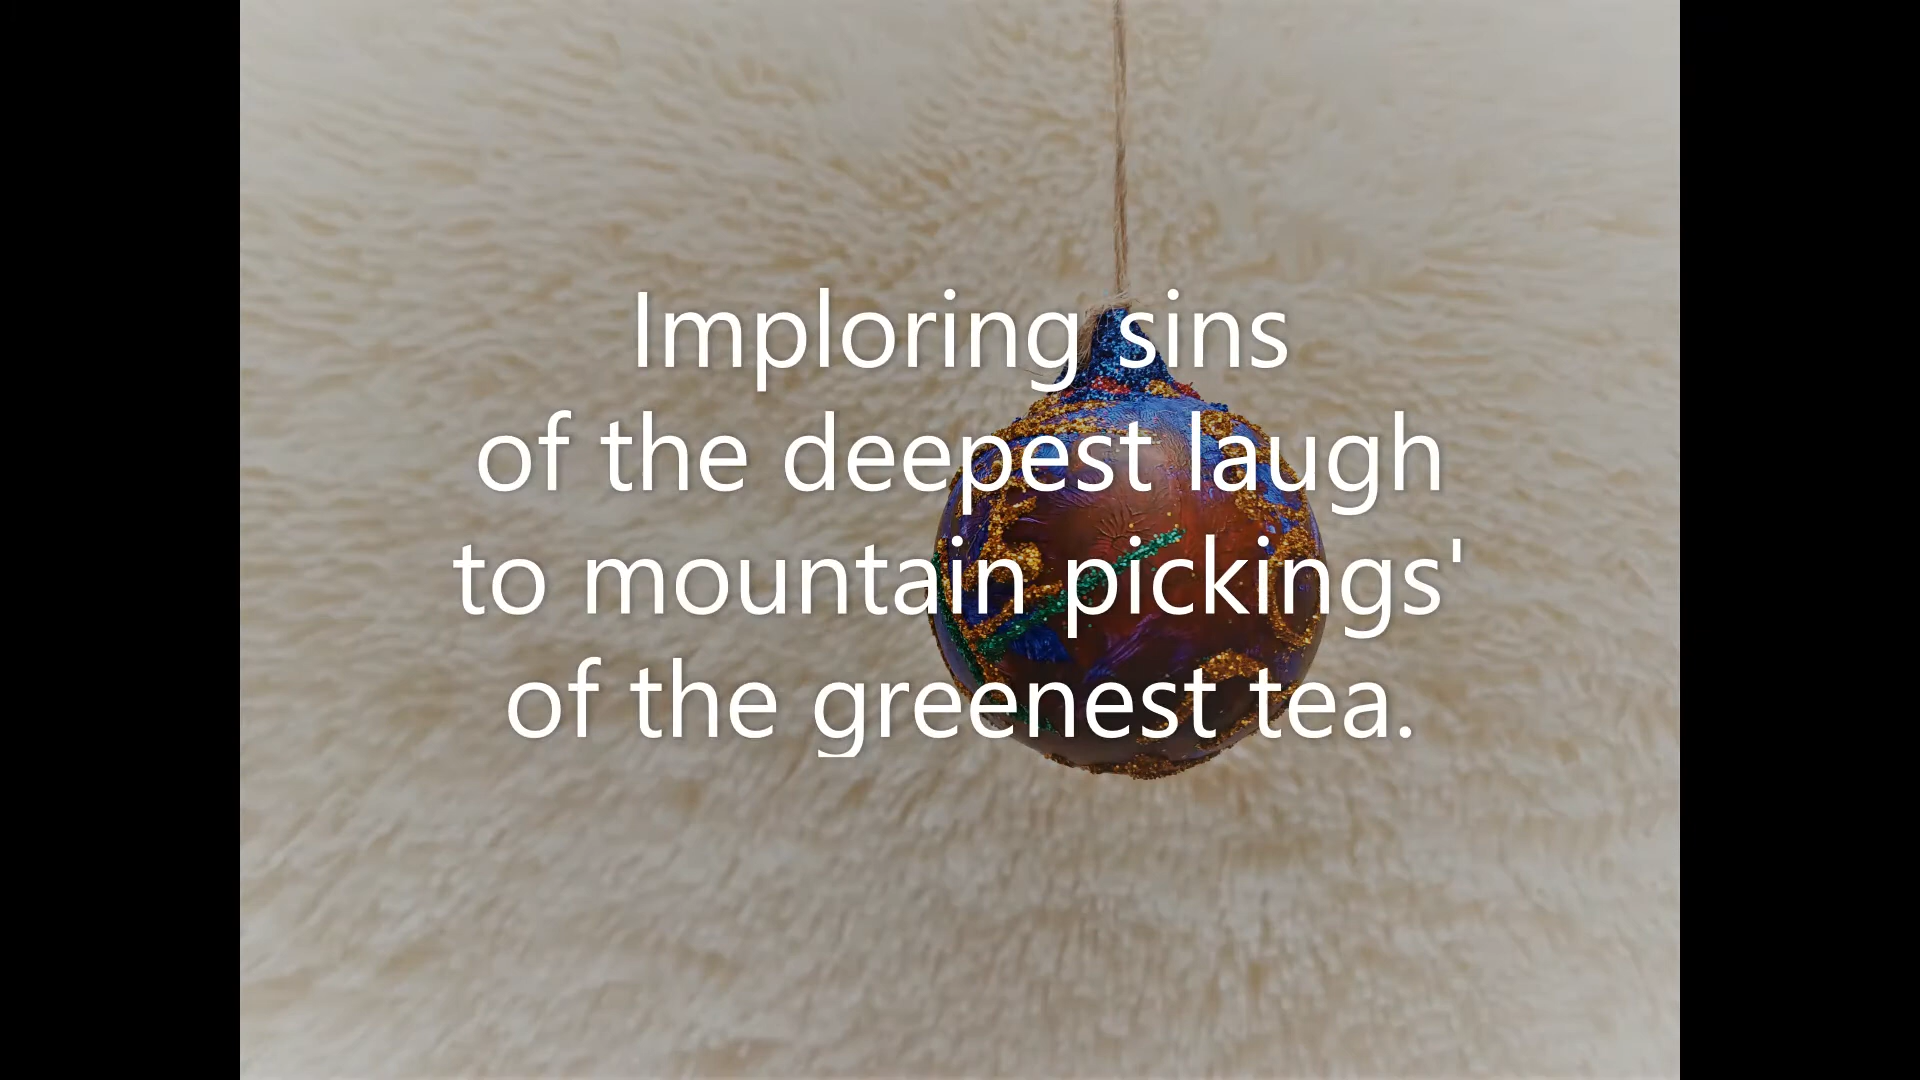 Imploring sins
of the deepest laugh
to mountain pickings'
of the greenest tea.